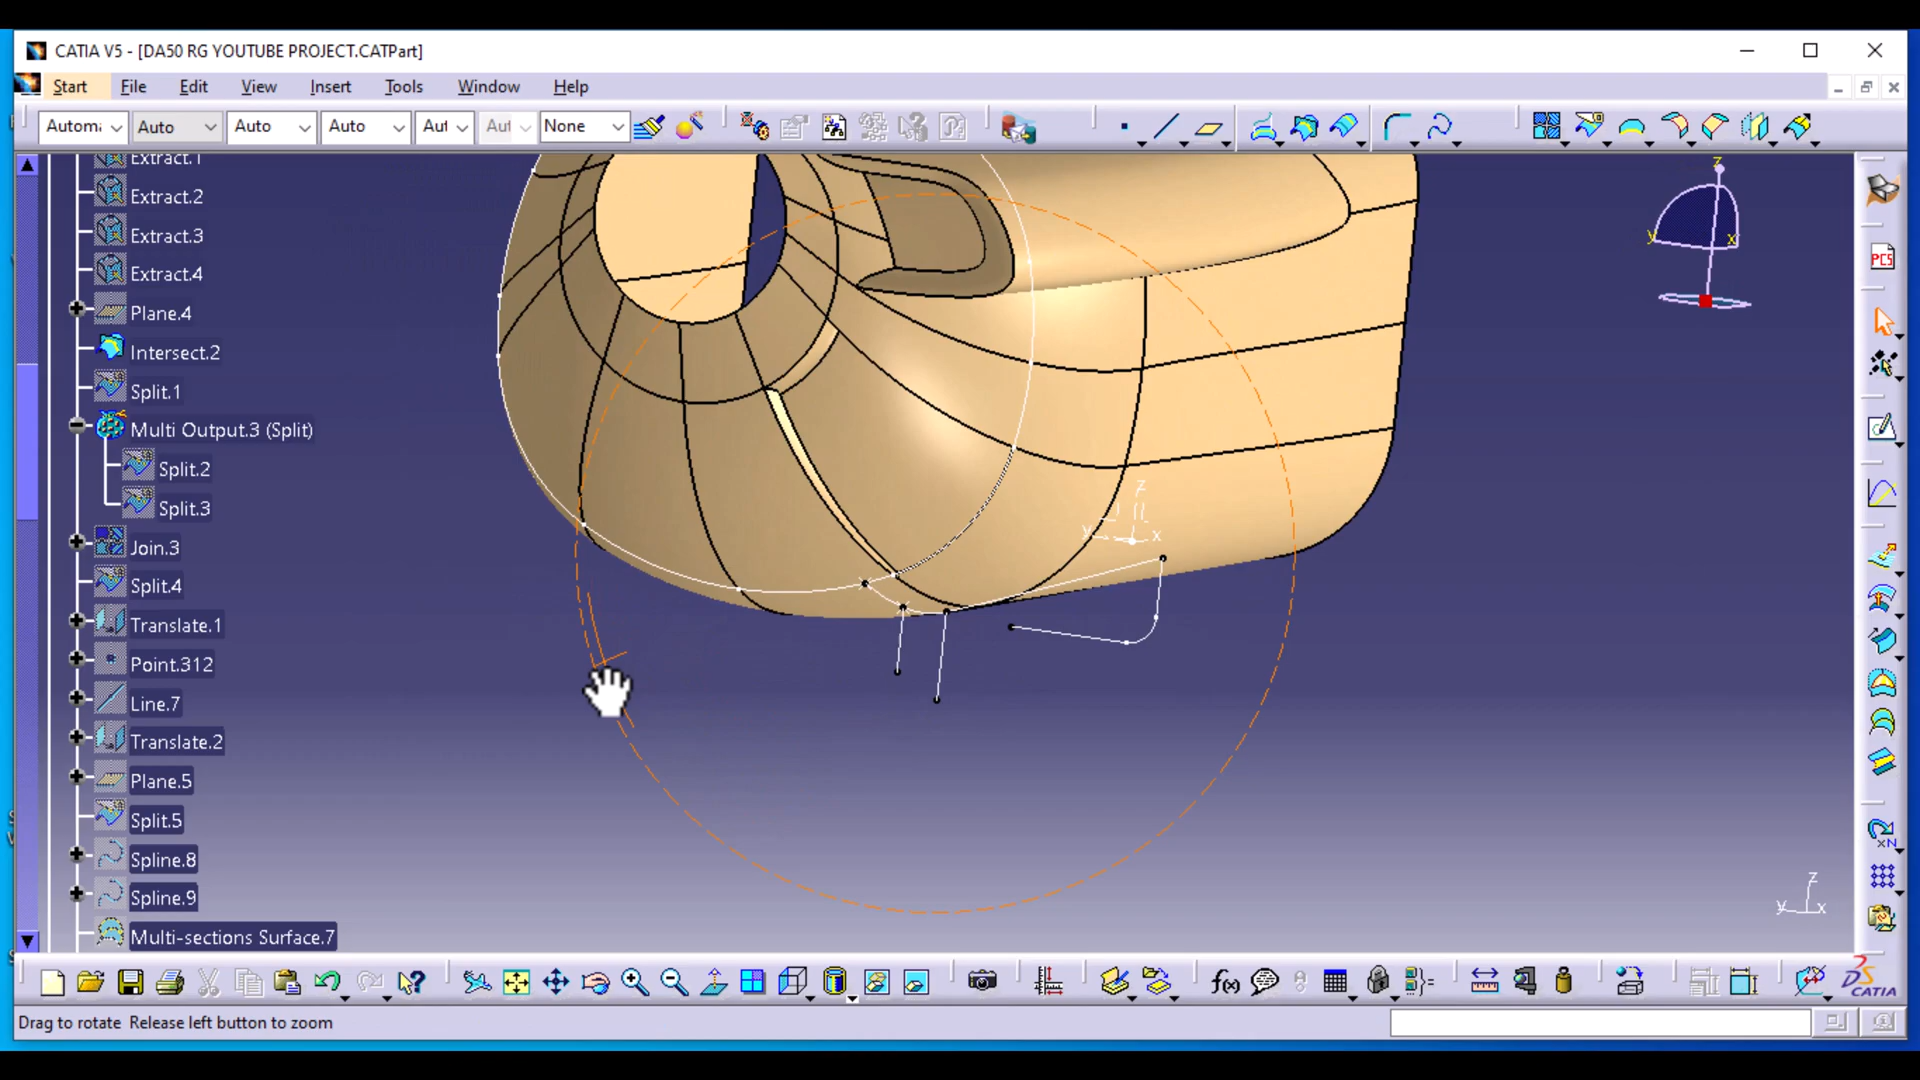 CATIA V5 - [DA50 RG YOUTUBE PROJECT.CATPart]
Start File Edit View Insert Tools Window Help
Auto Auto Auto Aut Aut None
Extract.1
Extract.2
Extract.3
Extract.4
Plane.4
Intersect.2
Split.1
Multi Output.3 (Split)
Split.2
Split.3
Join.3
Split.4
Translate.1
Point.312
Line.7
Translate.2
Plane.5
Split.5
Spline.8
Spline.9
Multi-sections Surface.7
z
y
x
PCS
z
y
x
z
y
x
f(x)
CATIA
Drag to rotate Release left button to zoom